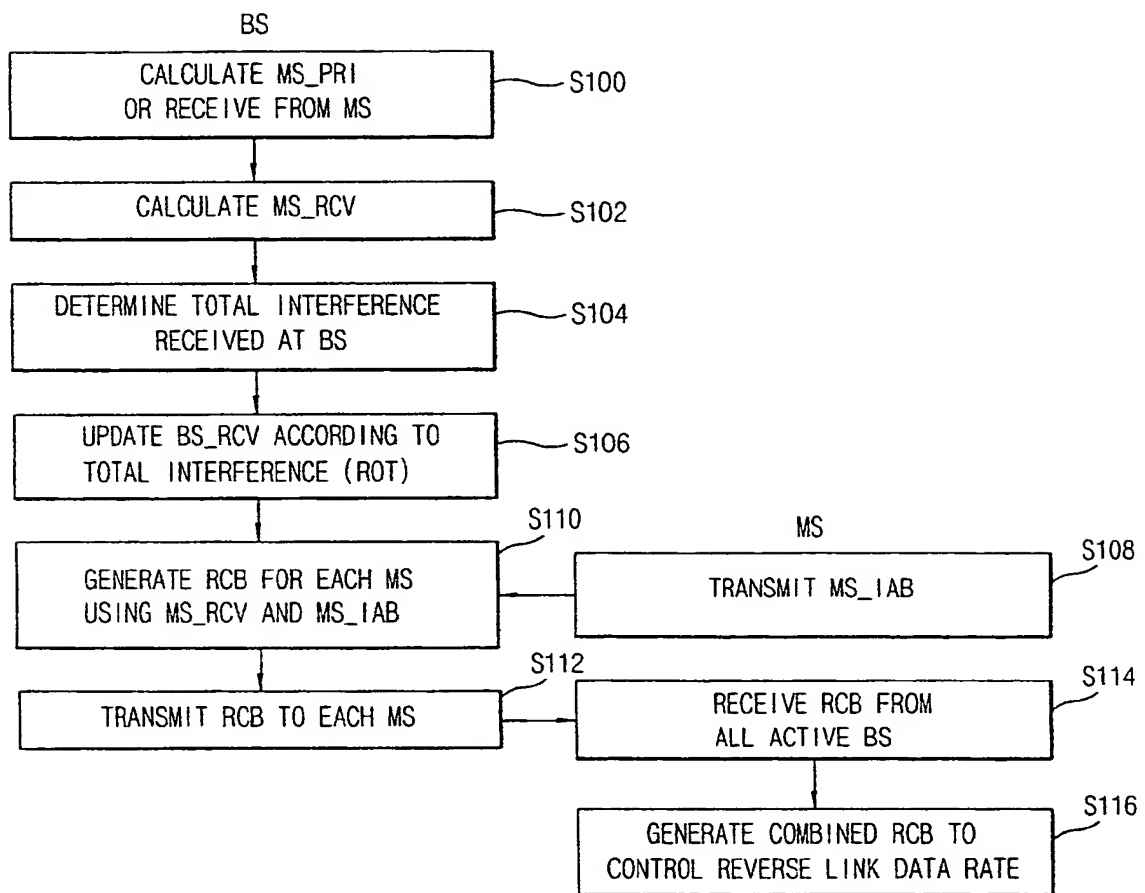 BS
CALCULATE MS_PRI
OR RECEIVE FROM MS
S100
CALCULATE MS_RCV
S102
DETERMINE TOTAL INTERFERENCE
RECEIVED AT BS
S104
UPDATE BS_RCV ACCORDING TO
TOTAL INTERFERENCE (ROT)
S106
S110
GENERATE RCB FOR EACH MS
USING MS_RCV AND MS_IAB
MS
S108
TRANSMIT MS_IAB
S112
TRANSMIT RCB TO EACH MS
S114
RECEIVE RCB FROM
ALL ACTIVE BS
S116
GENERATE COMBINED RCB TO
CONTROL REVERSE LINK DATA RATE